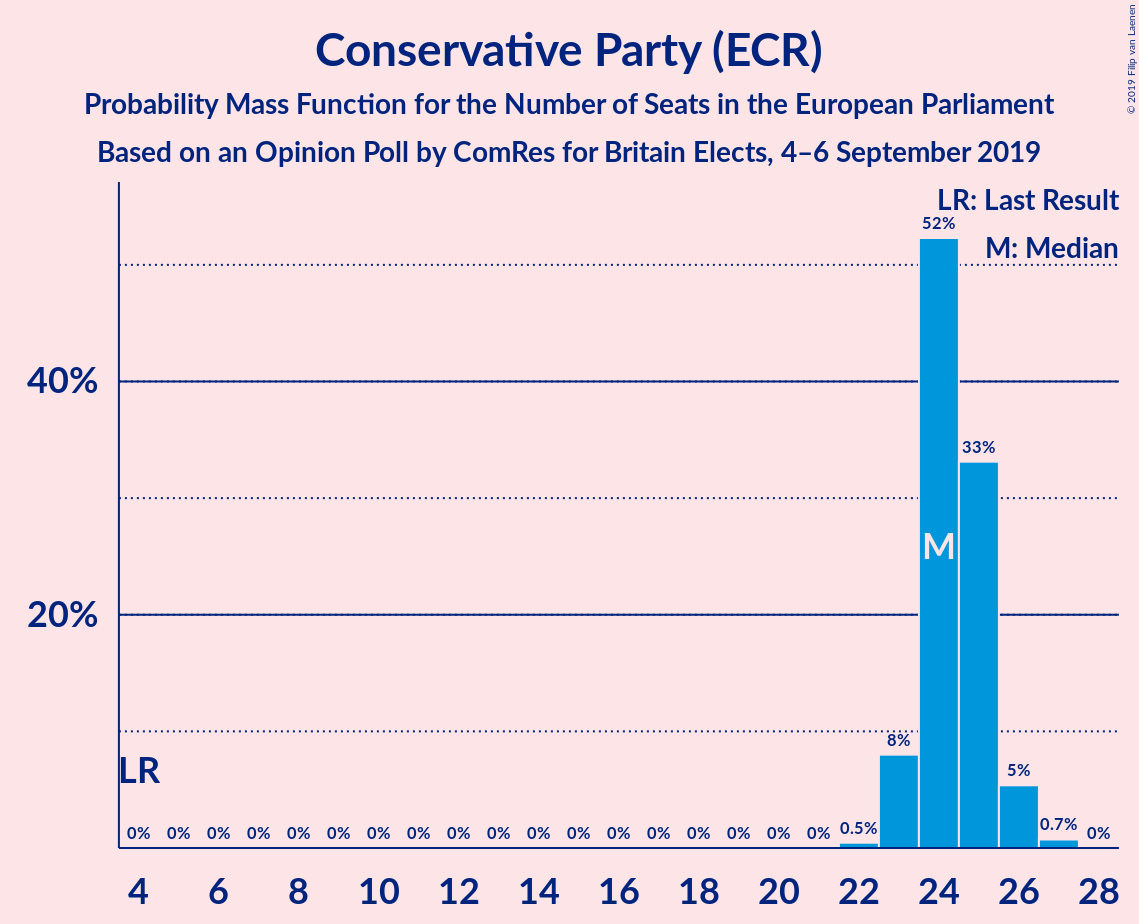 Conservative Party (ECR)
Probability Mass Function for the Number of Seats in the European Parliament
Based on an Opinion Poll by ComRes for Britain Elects, 4–6 September 2019
© 2019 Filip van Laenen
LR: Last Result
M: Median
52%
40%
33%
M
20%
8%
5%
LR
0% 0% 0% 0% 0% 0% 0% 0% 0% 0% 0% 0% 0% 0% 0% 0% 0% 0% 0.5% 0.7% 0%
4 6 8 10 12 14 16 18 20 22 24 26 28